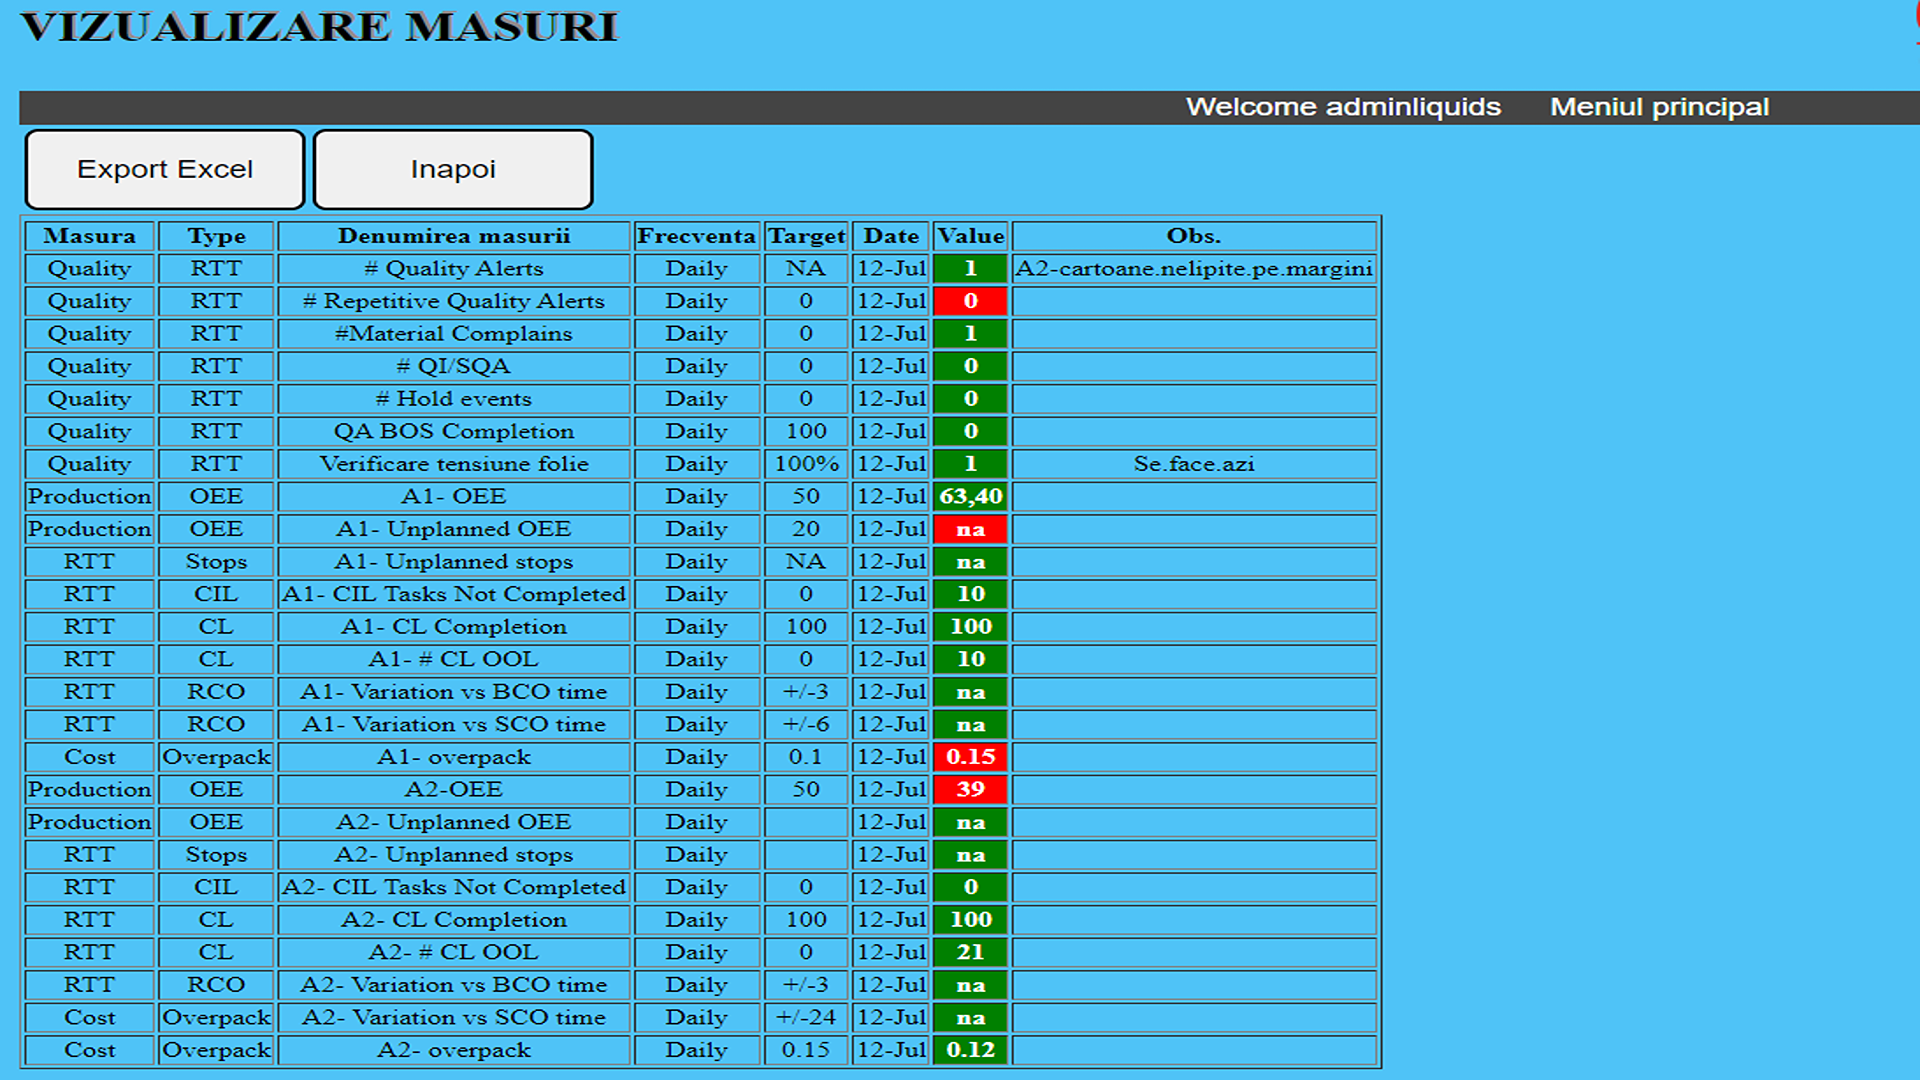 VIZUALIZARE MASURI
Welcome adminliquids Meniul principal
Export Excel Inapoi
Masura Type Denumirea masurii Frecventa Target Date Value Obs.
Quality RTT # Quality Alerts Daily NA 12-Jul 1 A2-cartoane.nelipite.pe.margini
Quality RTT # Repetitive Quality Alerts Daily 0 12-Jul 0
Quality RTT #Material Complains Daily 0 12-Jul 1
Quality RTT # QI/SQA Daily 0 12-Jul 0
Quality RTT # Hold events Daily 0 12-Jul 0
Quality RTT QA BOS Completion Daily 100 12-Jul 0
Quality RTT Verificare tensiune folie Daily 100% 12-Jul 1 Se.face.azi
Production OEE A1- OEE Daily 50 12-Jul 63,40
Production OEE A1- Unplanned OEE Daily 20 12-Jul na
RTT Stops A1- Unplanned stops Daily NA 12-Jul na
RTT CIL A1- CIL Tasks Not Completed Daily 0 12-Jul 10
RTT CL A1- CL Completion Daily 100 12-Jul 100
RTT CL A1- # CL OOL Daily 0 12-Jul 10
RTT RCO A1- Variation vs BCO time Daily +/-3 12-Jul na
RTT RCO A1- Variation vs SCO time Daily +/-6 12-Jul na
Cost Overpack A1- overpack Daily 0.1 12-Jul 0.15
Production OEE A2-OEE Daily 50 12-Jul 39
Production OEE A2- Unplanned OEE Daily 12-Jul na
RTT Stops A2- Unplanned stops Daily 12-Jul na
RTT CIL A2- CIL Tasks Not Completed Daily 0 12-Jul 0
RTT CL A2- CL Completion Daily 100 12-Jul 100
RTT CL A2- # CL OOL Daily 0 12-Jul 21
RTT RCO A2- Variation vs BCO time Daily +/-3 12-Jul na
Cost Overpack A2- Variation vs SCO time Daily +/-24 12-Jul na
Cost Overpack A2- overpack Daily 0.15 12-Jul 0.12